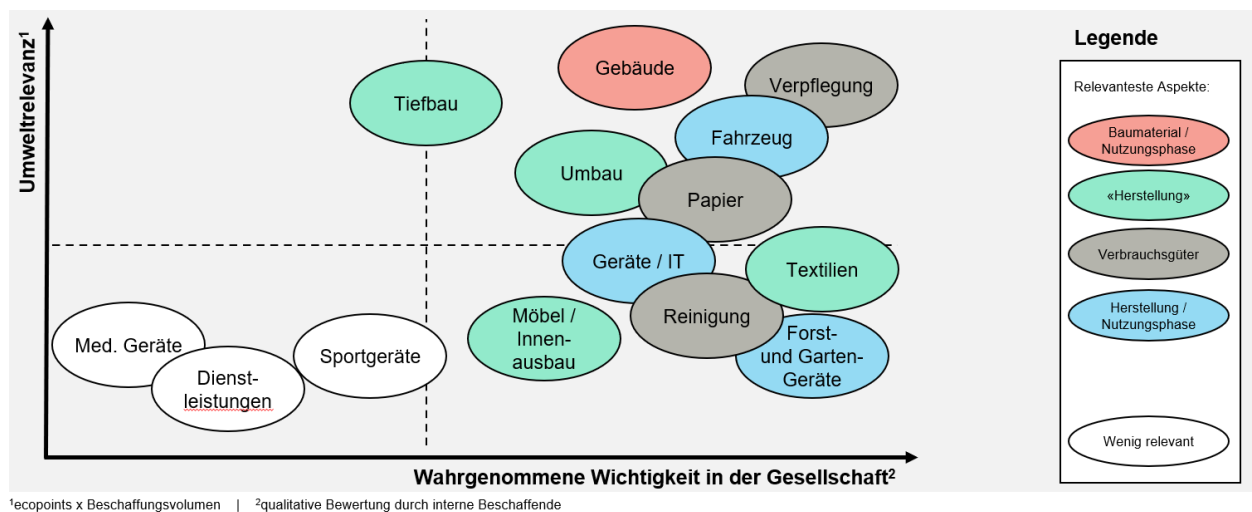 Umweltrelevanz1
Gebäude
Verpflegung
Tiefbau
Fahrzeug
Umbau
Papier
Geräte / IT
Textilien
Med. Geräte
Sportgeräte
Dienst-
leistungen
Möbel /
Innen-
ausbau
Reinigung
Forst-
und Garten-
Geräte
Wahrgenommene Wichtigkeit in der Gesellschaft2
Legende
Relevanteste Aspekte:
Baumaterial /
Nutzungsphase
«Herstellung»
Verbrauchsgüter
Herstellung /
Nutzungsphase
Wenig relevant
1ecopoints x Beschaffungsvolumen | 2qualitative Bewertung durch interne Beschaffende